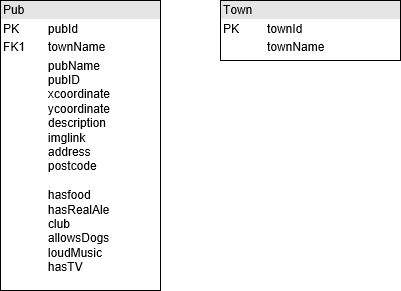 Pub
PK pubId
FK1 townName
pubName
pubID
xcoordinate
ycoordinate
description
imglink
address
postcode
hasfood
hasRealAle
club
allowsDogs
loudMusic
hasTV
Town
PK townId
townName